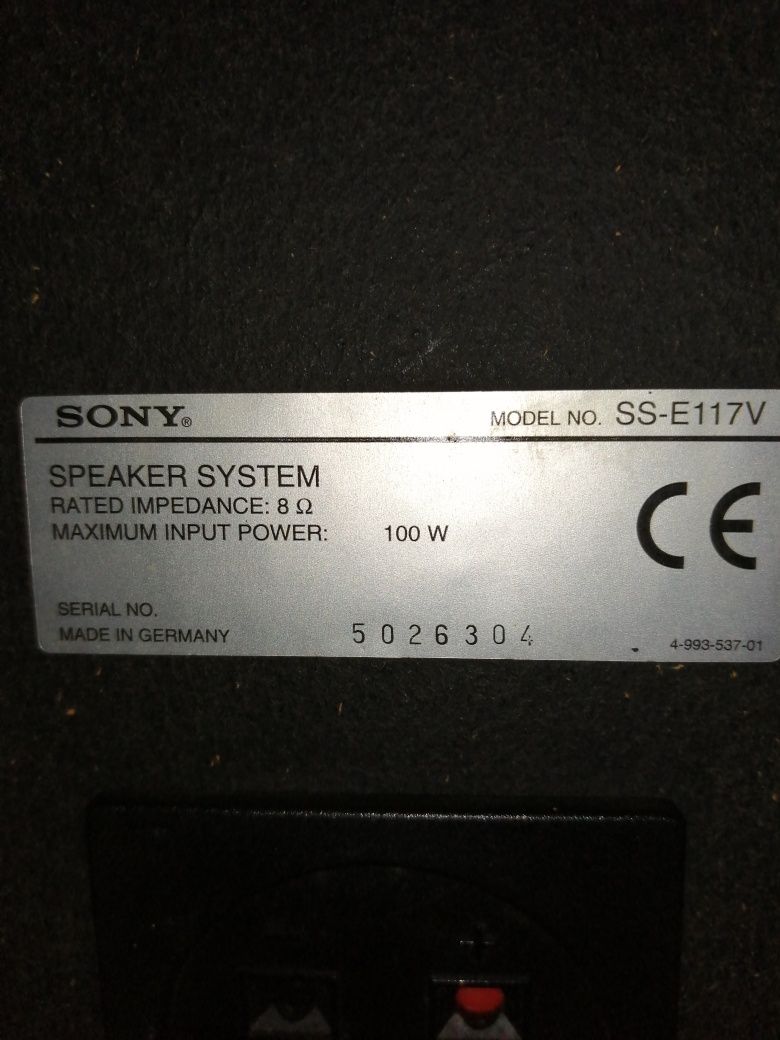 SONY®
MODEL NO. SS-E117V
SPEAKER SYSTEM
RATED IMPEDANCE: 8 Ω
MAXIMUM INPUT POWER: 100 W
CE
SERIAL NO.
MADE IN GERMANY 5026304
4-993-537-01
+